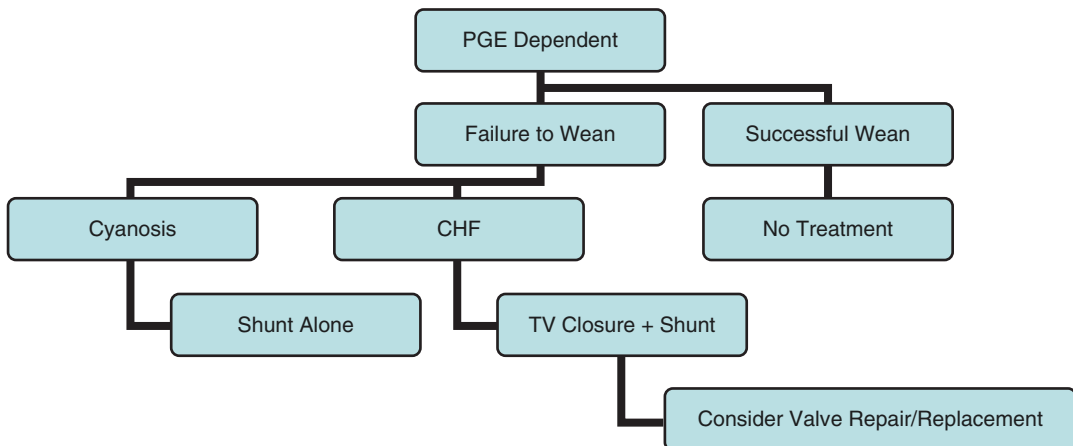 PGE Dependent
Failure to Wean
Successful Wean
Cyanosis
CHF
No Treatment
Shunt Alone
TV Closure + Shunt
Consider Valve Repair/Replacement